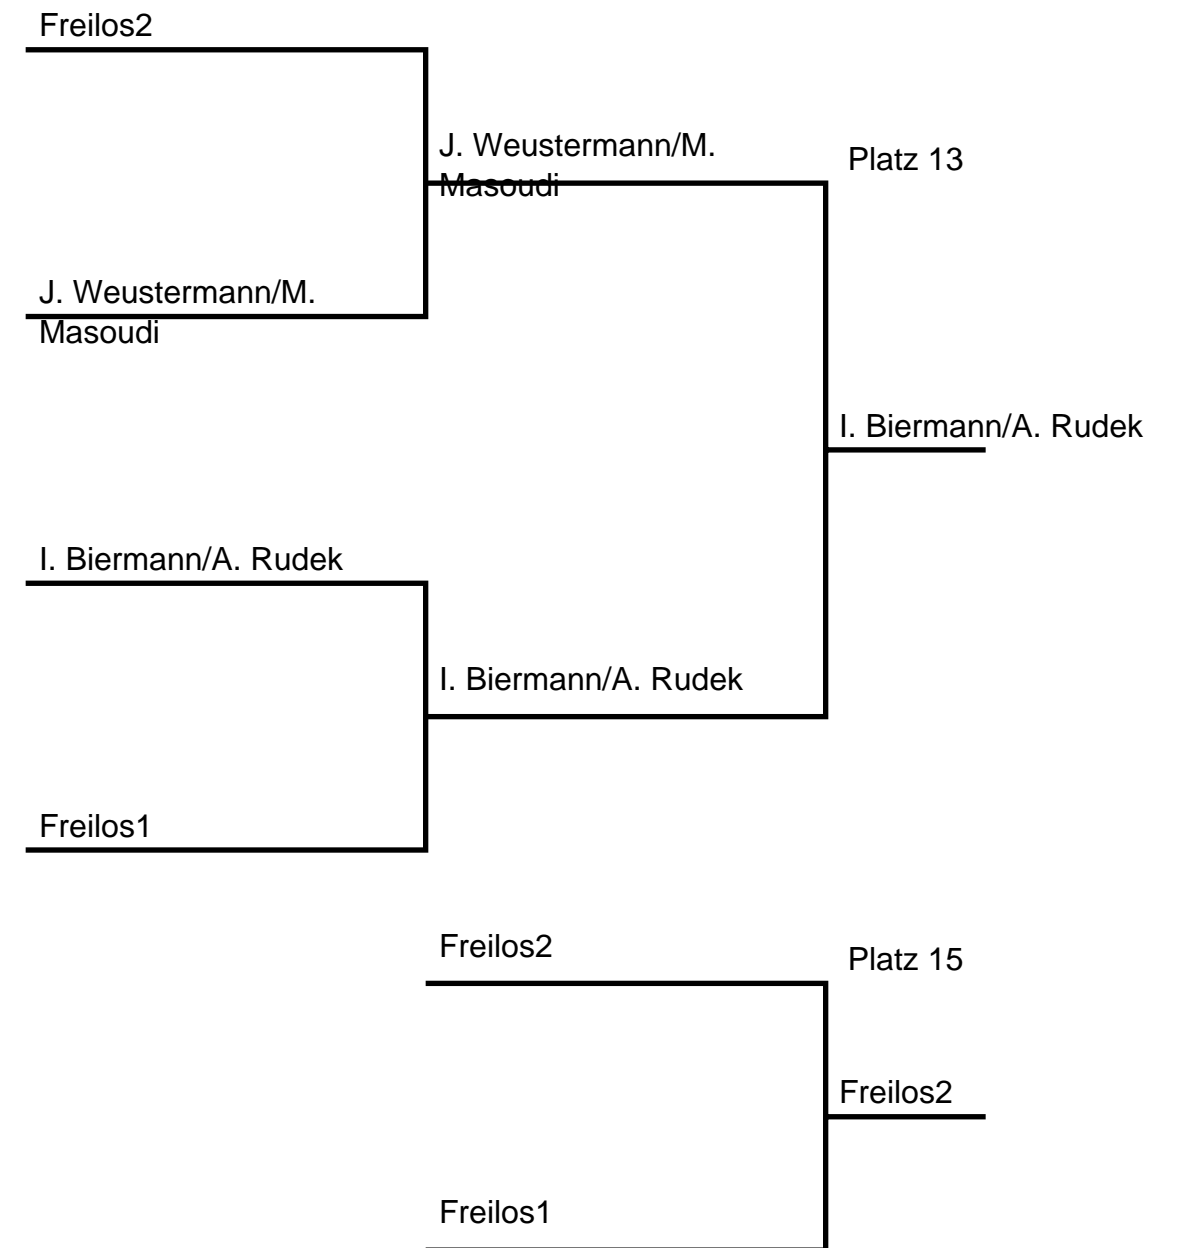 Freilos2
J. Weustermann/M.
Masoudi
Platz 13
J. Weustermann/M.
Masoudi
I. Biermann/A. Rudek
I. Biermann/A. Rudek
I. Biermann/A. Rudek
Freilos1
Freilos2
Platz 15
Freilos2
Freilos1